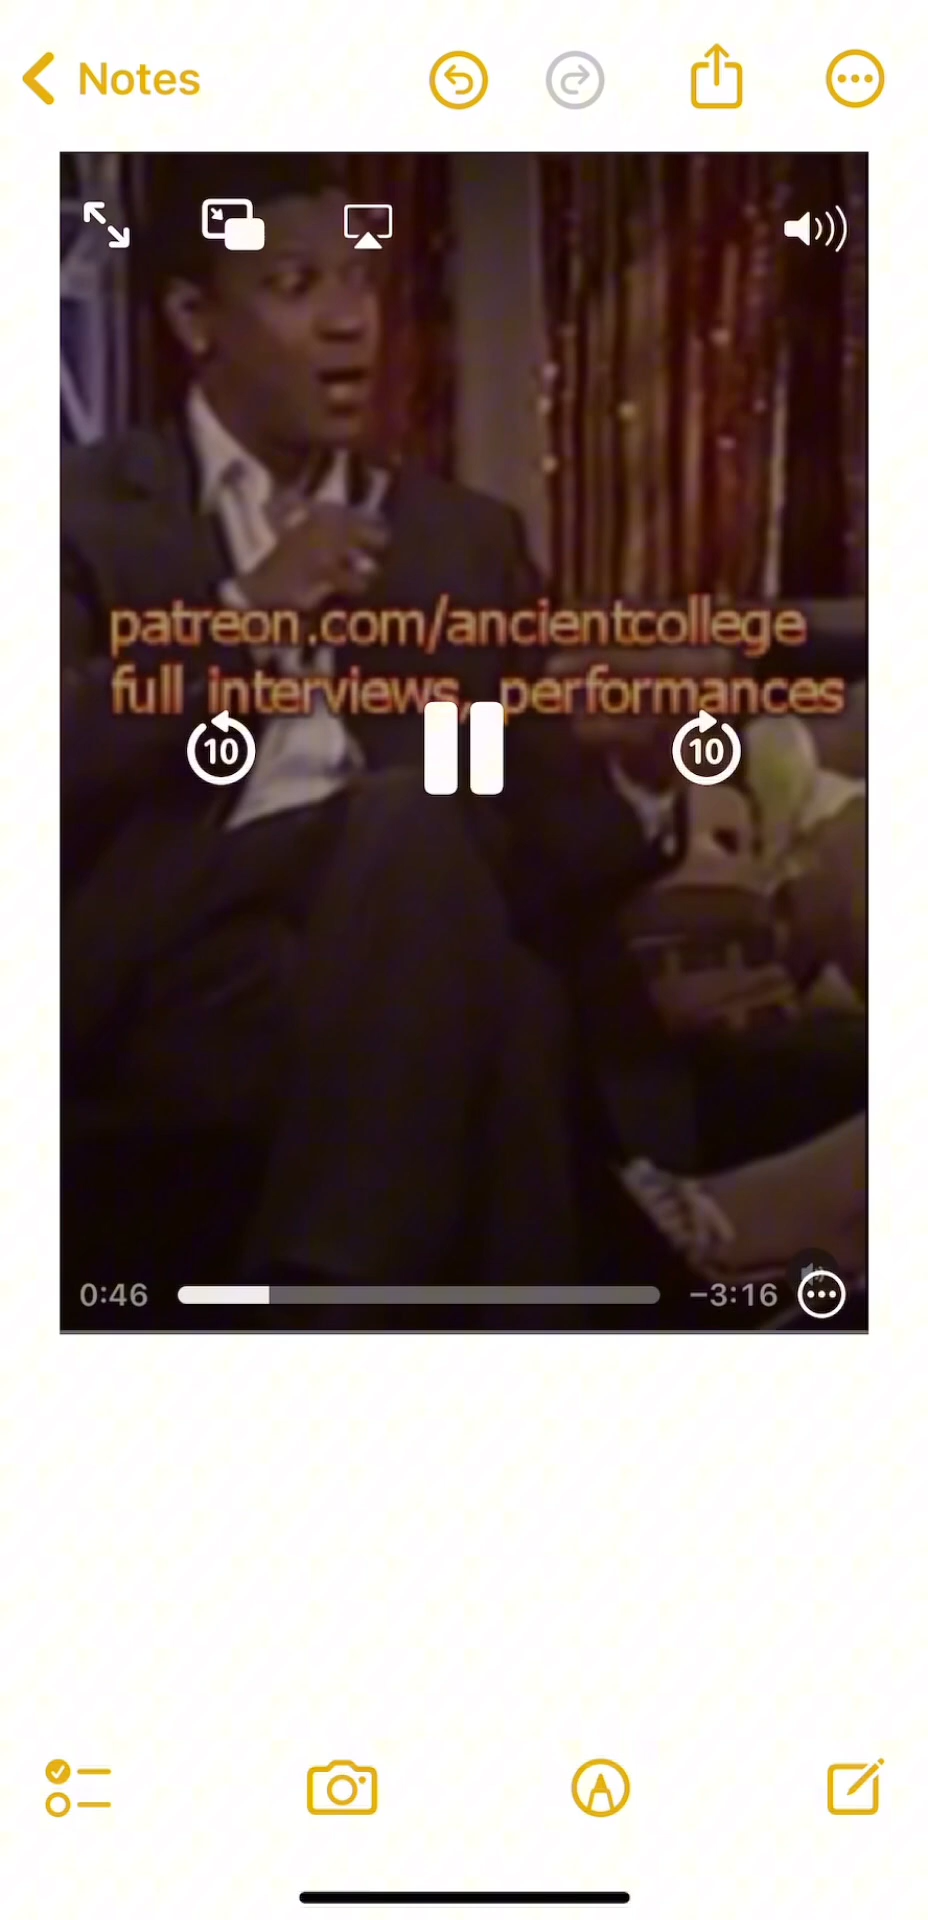 Notes
patreon.com/ancientcollege
full interviews, performances
10
10
0:46
−3:16